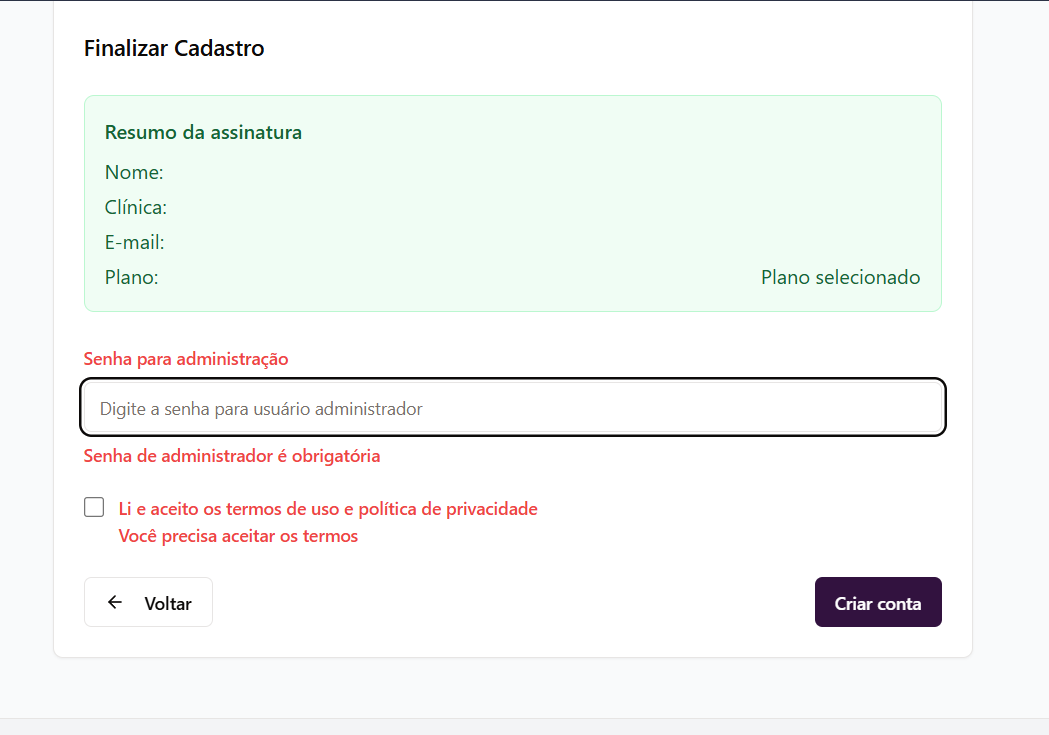 Finalizar Cadastro
Resumo da assinatura
Nome:
Clínica:
E-mail:
Plano: Plano selecionado
Senha para administração
Digite a senha para usuário administrador
Senha de administrador é obrigatória
Li e aceito os termos de uso e política de privacidade
Você precisa aceitar os termos
Voltar Criar conta